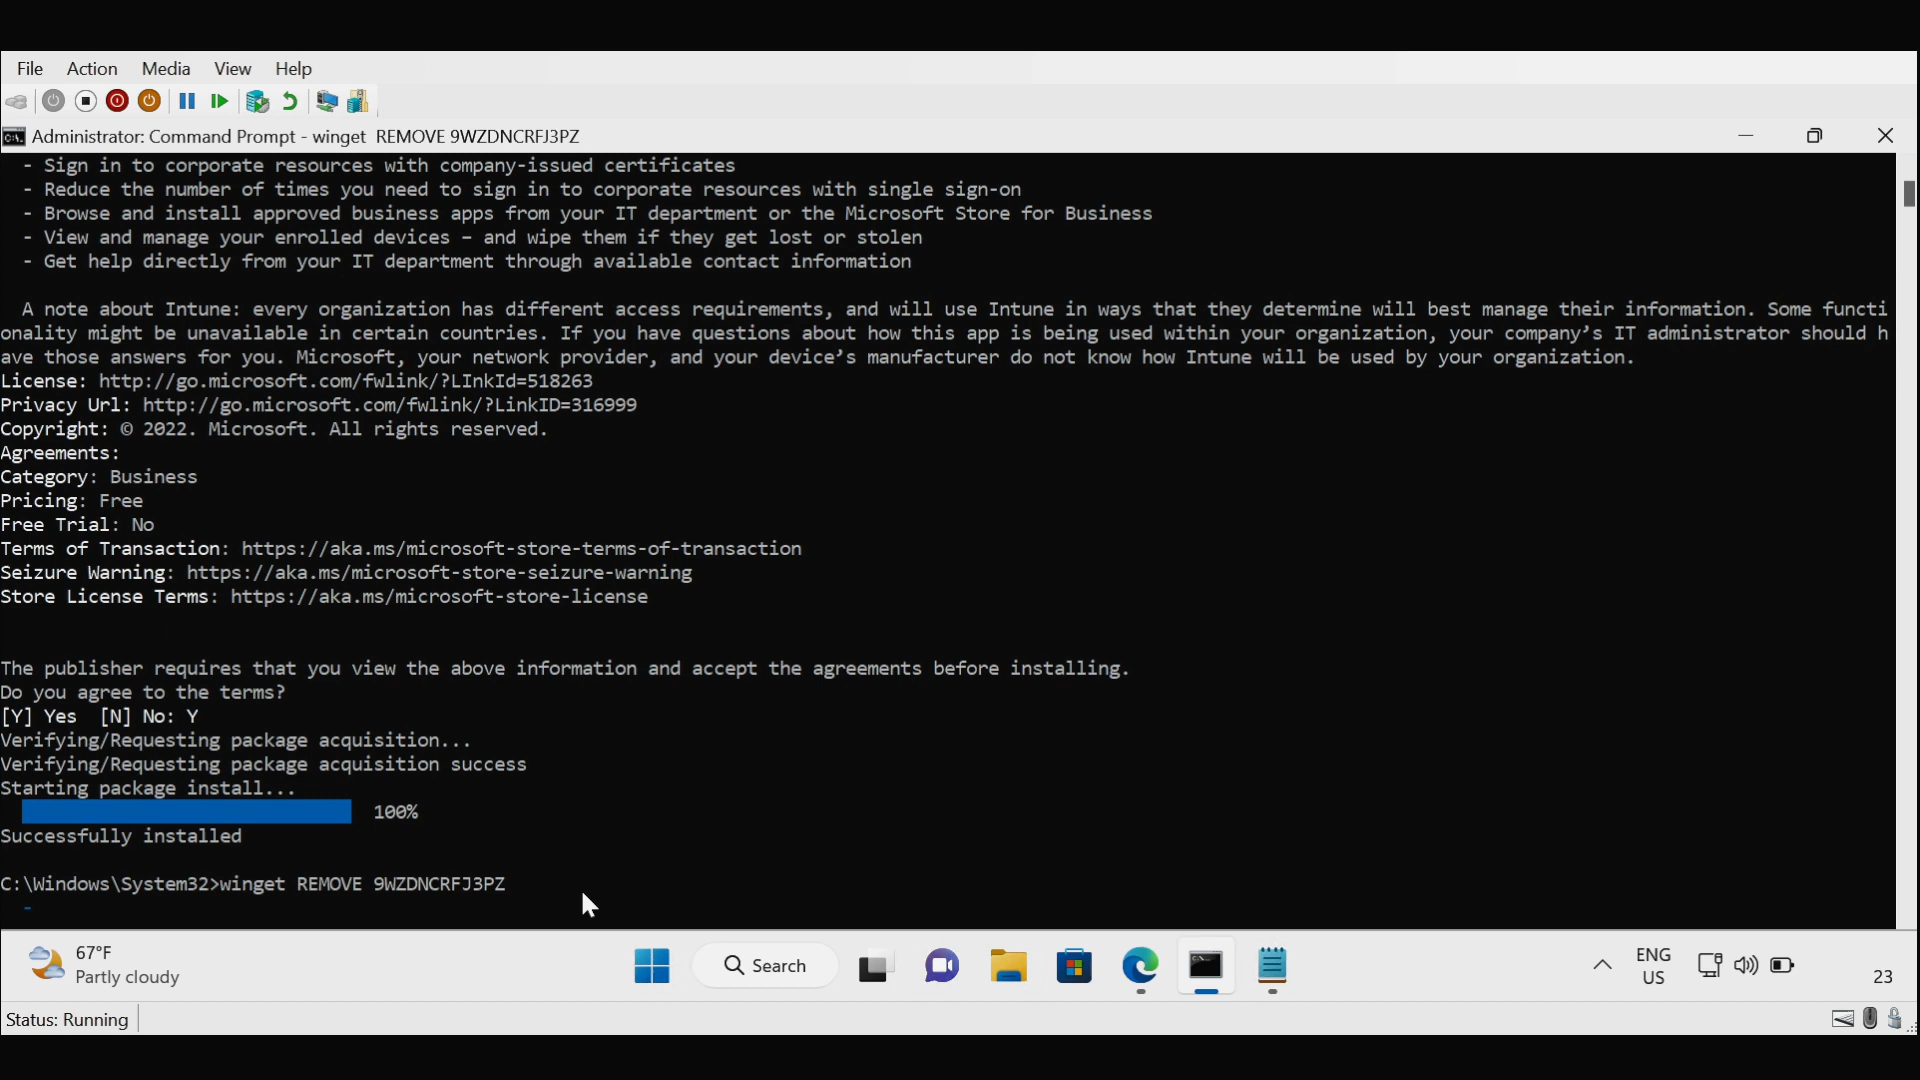 File Action Media View Help
Administrator: Command Prompt - winget REMOVE 9WZDNCRFJ3PZ
- Sign in to corporate resources with company-issued certificates
- Reduce the number of times you need to sign in to corporate resources with single sign-on
- Browse and install approved business apps from your IT department or the Microsoft Store for Business
- View and manage your enrolled devices – and wipe them if they get lost or stolen
- Get help directly from your IT department through available contact information
A note about Intune: every organization has different access requirements, and will use Intune in ways that they determine will best manage their information. Some functi
onality might be unavailable in certain countries. If you have questions about how this app is being used within your organization, your company’s IT administrator should h
ave those answers for you. Microsoft, your network provider, and your device’s manufacturer do not know how Intune will be used by your organization.
License: http://go.microsoft.com/fwlink/?LInkId=518263
Privacy Url: http://go.microsoft.com/fwlink/?LinkID=316999
Copyright: © 2022. Microsoft. All rights reserved.
Agreements:
Category: Business
Pricing: Free
Free Trial: No
Terms of Transaction: https://aka.ms/microsoft-store-terms-of-transaction
Seizure Warning: https://aka.ms/microsoft-store-seizure-warning
Store License Terms: https://aka.ms/microsoft-store-license
The publisher requires that you view the above information and accept the agreements before installing.
Do you agree to the terms?
[Y] Yes [N] No: Y
Verifying/Requesting package acquisition...
Verifying/Requesting package acquisition success
Starting package install...
100%
Successfully installed
C:\Windows\System32>winget REMOVE 9WZDNCRFJ3PZ
-
67°F
Partly cloudy
Search
ENG
US
23
Status: Running